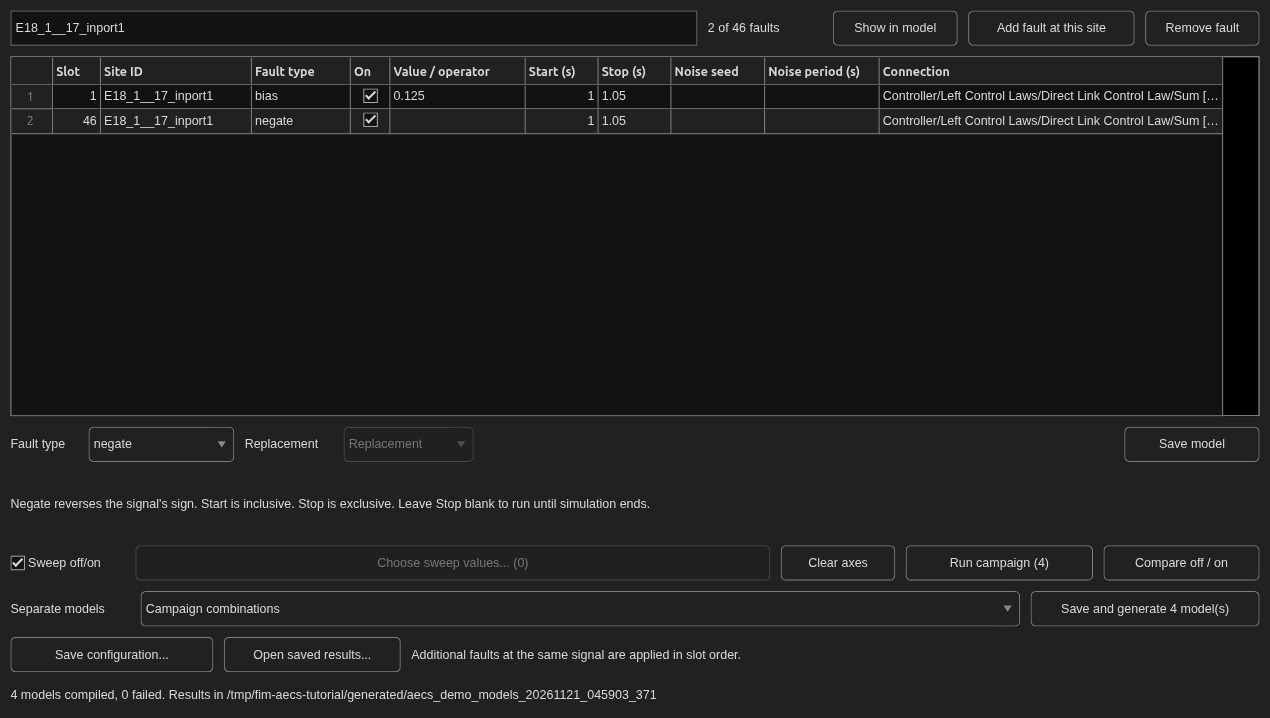 E18_1__17_inport1 2 of 46 faults Show in model Add fault at this site Remove fault
Slot Site ID Fault type On Value / operator Start (s) Stop (s) Noise seed Noise period (s) Connection
1 1 E18_1__17_inport1 bias 0.125 1 1.05 Controller/Left Control Laws/Direct Link Control Law/Sum [...
2 46 E18_1__17_inport1 negate 1 1.05 Controller/Left Control Laws/Direct Link Control Law/Sum [...
Fault type negate Replacement Replacement Save model
Negate reverses the signal's sign. Start is inclusive. Stop is exclusive. Leave Stop blank to run until simulation ends.
Sweep off/on Choose sweep values... (0) Clear axes Run campaign (4) Compare off / on
Separate models Campaign combinations Save and generate 4 model(s)
Save configuration... Open saved results... Additional faults at the same signal are applied in slot order.
4 models compiled, 0 failed. Results in /tmp/fim-aecs-tutorial/generated/aecs_demo_models_20261121_045903_371